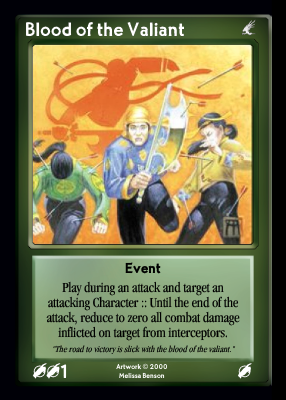 Blood of the Valiant
Event
Play during an attack and target an
attacking Character :: Until the end of the
attack, reduce to zero all combat damage
inflicted on target from interceptors.
"The road to victory is slick with the blood of the valiant."
001
0
Artwork © 2000
Melissa Benson